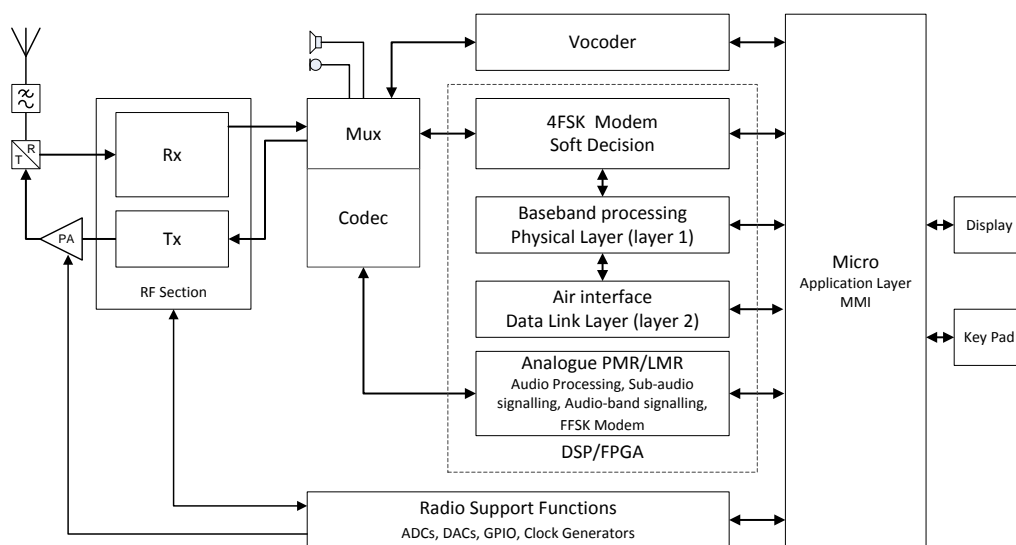 Vocoder
Mux
4FSK Modem
Soft Decision
R
T
Rx
Codec
Baseband processing
Physical Layer (layer 1)
PA
Tx
RF Section
Display
Micro
Application Layer
MMI
Air interface
Data Link Layer (layer 2)
Key Pad
Analogue PMR/LMR
Audio Processing, Sub-audio
signalling, Audio-band signalling,
FFSK Modem
DSP/FPGA
Radio Support Functions
ADCs, DACs, GPIO, Clock Generators